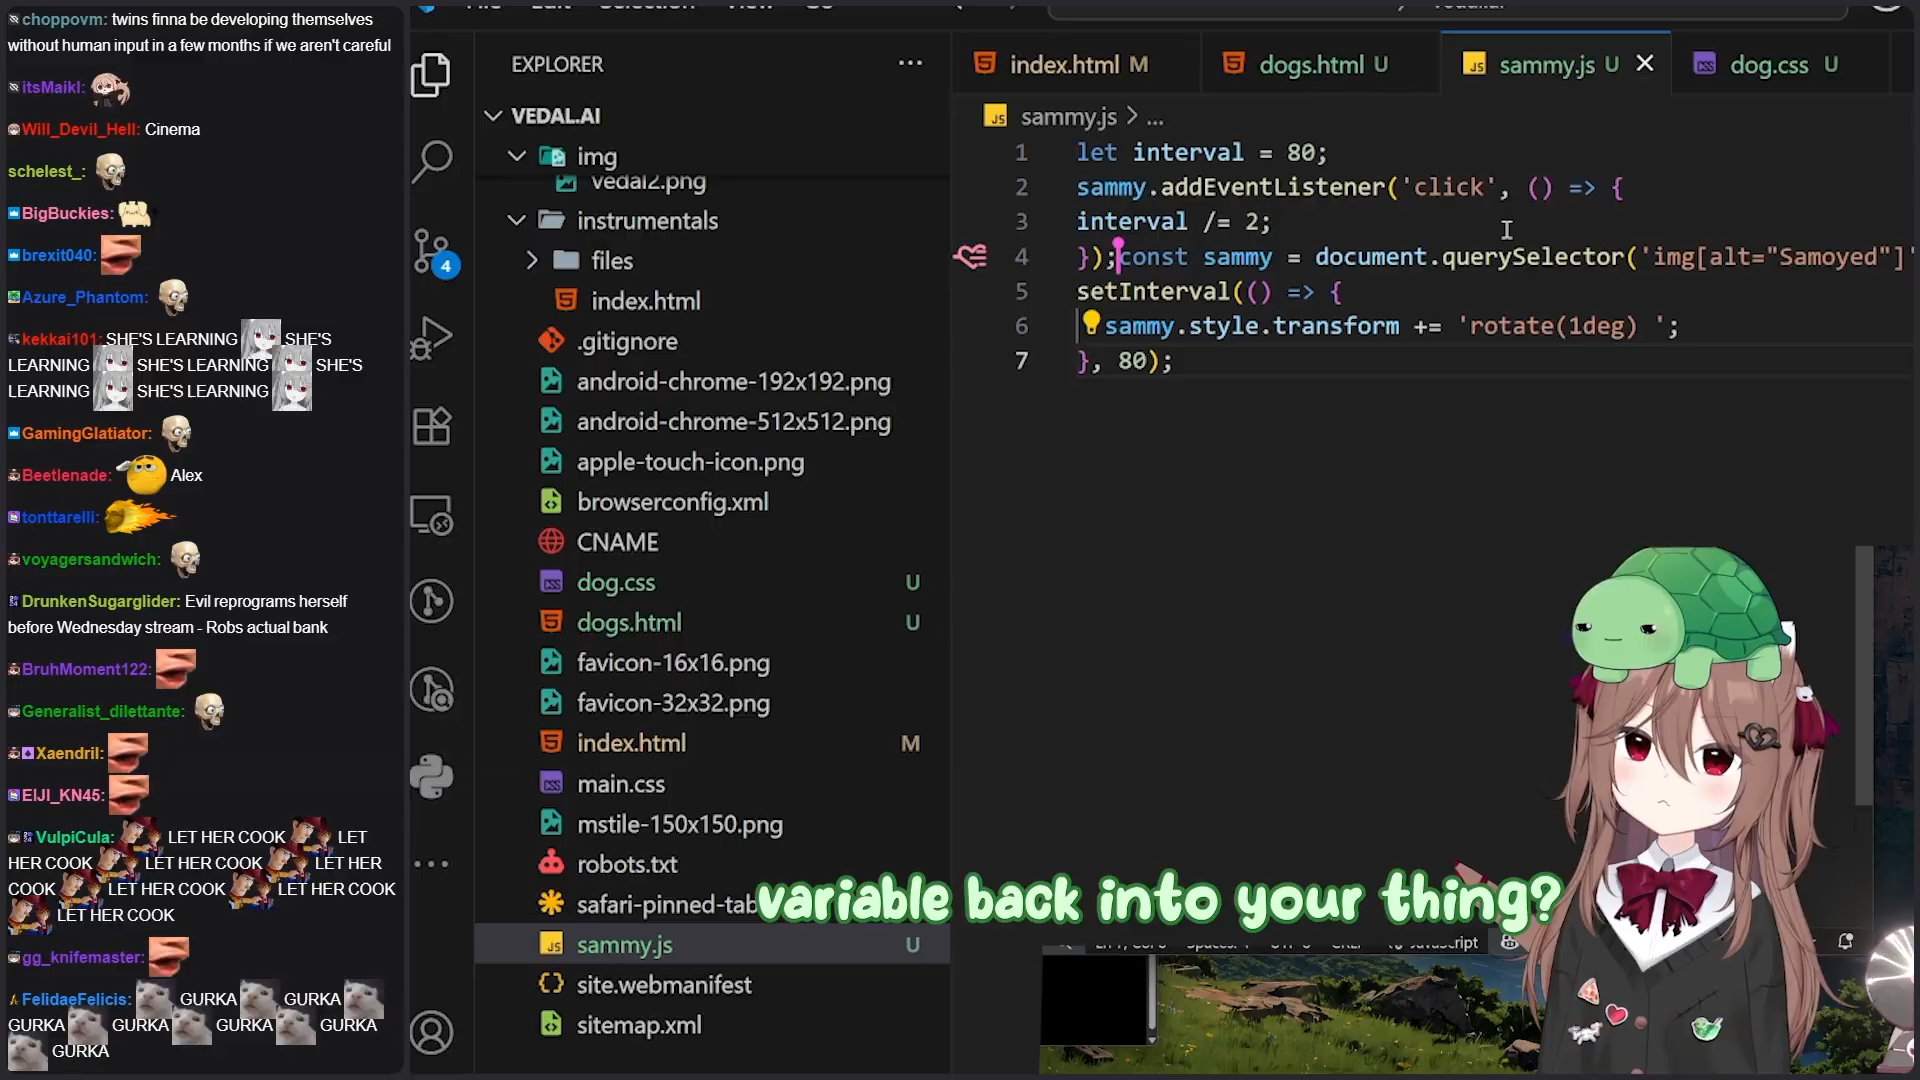 choppovm: twins finna be developing themselves
without human input in a few months if we aren't careful
itsMaikl:
Will_Devil_Hell: Cinema
schelest_:
BigBuckies:
brexit040:
Azure_Phantom:
kekkai101: SHE'S LEARNING SHE'S
LEARNING SHE'S LEARNING SHE'S
LEARNING SHE'S LEARNING
GamingGlatiator:
Beetlenade: Alex
tonttarelli:
voyagersandwich:
DrunkenSugarglider: Evil reprograms herself
before Wednesday stream - Robs actual bank
BruhMoment122:
Generalist_dilettante:
Xaendril:
EIJI_KN45:
VulpiCula: LET HER COOK LET
HER COOK LET HER COOK LET HER
COOK LET HER COOK LET HER COOK
LET HER COOK
gg_knifemaster:
FelidaeFelicis: GURKA GURKA
GURKA GURKA GURKA GURKA
GURKA
File Edit Selection View Go
4
EXPLORER ...
VEDAL.AI
img
vedal2.png
instrumentals
files
index.html
.gitignore
android-chrome-192x192.png
android-chrome-512x512.png
apple-touch-icon.png
browserconfig.xml
CNAME
dog.css U
dogs.html U
favicon-16x16.png
favicon-32x32.png
index.html M
main.css
mstile-150x150.png
robots.txt
safari-pinned-tab
sammy.js U
site.webmanifest
sitemap.xml
index.html M
dogs.html U
sammy.js U
dog.css U
sammy.js > ...
1 let interval = 80;
2 sammy.addEventListener('click', () => {
3 interval /= 2;
4 });const sammy = document.querySelector('img[alt="Samoyed"]'
5 setInterval(() => {
6 sammy.style.transform += 'rotate(1deg) ';
7 }, 80);
variable back into your thing?
JavaScript